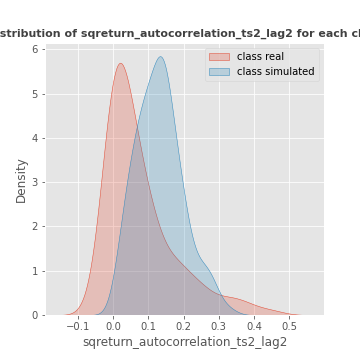 stribution of sqreturn_autocorrelation_ts2_lag2 for each cl
class real
class simulated
6
5
4
3
2
1
0
Density
−0.1 0.0 0.1 0.2 0.3 0.4 0.5
sqreturn_autocorrelation_ts2_lag2